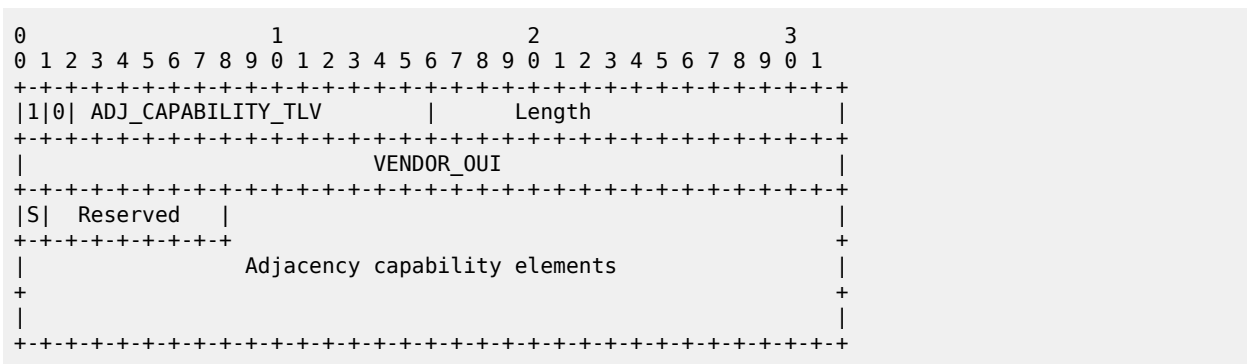 0                   1                   2                   3
0 1 2 3 4 5 6 7 8 9 0 1 2 3 4 5 6 7 8 9 0 1 2 3 4 5 6 7 8 9 0 1
+-+-+-+-+-+-+-+-+-+-+-+-+-+-+-+-+-+-+-+-+-+-+-+-+-+-+-+-+-+-+-+-+
|1|0| ADJ_CAPABILITY_TLV        |      Length                   |
+-+-+-+-+-+-+-+-+-+-+-+-+-+-+-+-+-+-+-+-+-+-+-+-+-+-+-+-+-+-+-+-+
|                           VENDOR_OUI                          |
+-+-+-+-+-+-+-+-+-+-+-+-+-+-+-+-+-+-+-+-+-+-+-+-+-+-+-+-+-+-+-+-+
|S|  Reserved   |                                               |
+-+-+-+-+-+-+-+-+                                               +
|                 Adjacency capability elements                 |
+                                                               +
|                                                               |
+-+-+-+-+-+-+-+-+-+-+-+-+-+-+-+-+-+-+-+-+-+-+-+-+-+-+-+-+-+-+-+-+